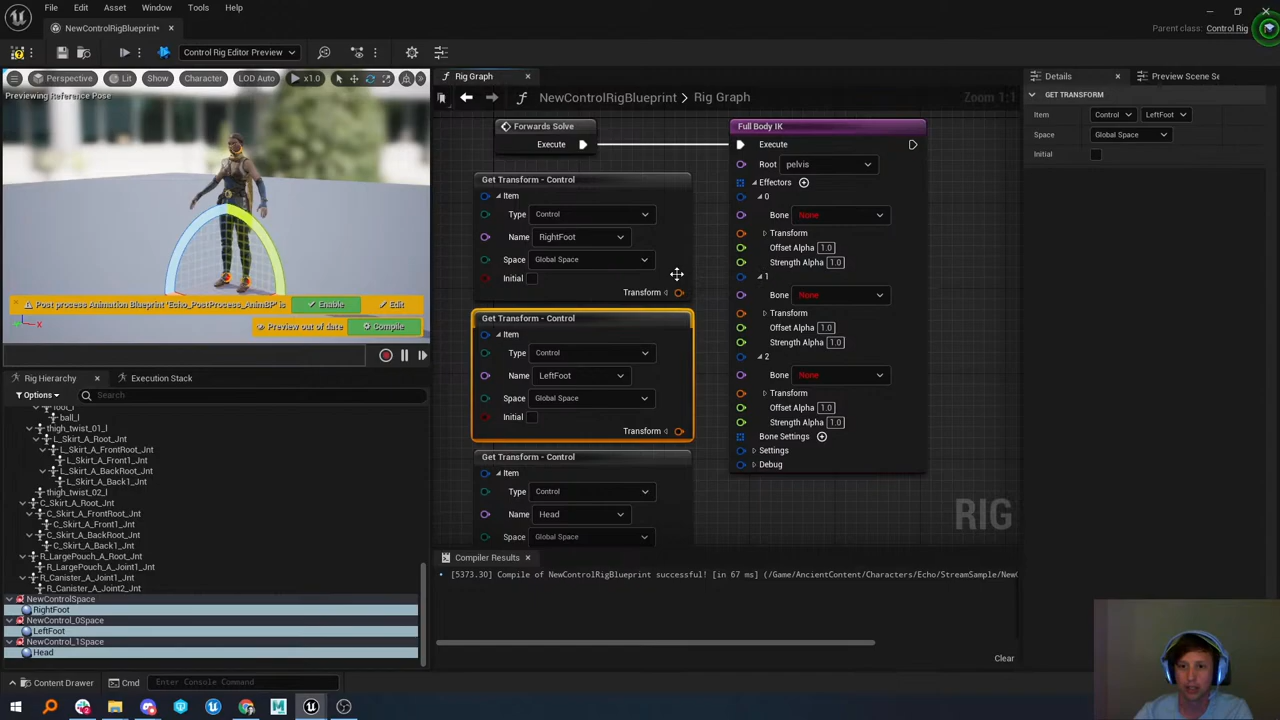 File Edit Asset Window Tools Help
NewControlRigBlueprint*
Parent class: Control Rig
Control Rig Editor Preview
Perspective Lit Show Character LOD Auto x1.0
Previewing Reference Pose
Post process Animation Blueprint 'Echo_PostProcess_AnimBP' is Enable Edit
Preview out of date Compile
X
Rig Hierarchy Execution Stack
Options Search
foot_l
ball_l
thigh_twist_01_l
L_Skirt_A_Root_Jnt
L_Skirt_A_FrontRoot_Jnt
L_Skirt_A_Front1_Jnt
L_Skirt_A_BackRoot_Jnt
L_Skirt_A_Back1_Jnt
thigh_twist_02_l
C_Skirt_A_Root_Jnt
C_Skirt_A_FrontRoot_Jnt
C_Skirt_A_Front1_Jnt
C_Skirt_A_BackRoot_Jnt
C_Skirt_A_Back1_Jnt
R_LargePouch_A_Root_Jnt
R_LargePouch_A_Joint1_Jnt
R_Canister_A_Joint1_Jnt
R_Canister_A_Joint2_Jnt
NewControlSpace
RightFoot
NewControl_0Space
LeftFoot
NewControl_1Space
Head
Rig Graph
NewControlRigBlueprint > Rig Graph
Zoom 1:1
Forwards Solve
Execute
Get Transform - Control
Item
Type Control
Name RightFoot
Space Global Space
Initial
Transform
Get Transform - Control
Item
Type Control
Name LeftFoot
Space Global Space
Initial
Transform
Get Transform - Control
Item
Type Control
Name Head
Space Global Space
Full Body IK
Execute
Root pelvis
Effectors
0
Bone None
Transform
Offset Alpha 1.0
Strength Alpha 1.0
1
Bone None
Transform
Offset Alpha 1.0
Strength Alpha 1.0
2
Bone None
Transform
Offset Alpha 1.0
Strength Alpha 1.0
Bone Settings
Settings
Debug
RIG
Compiler Results
[5373.30] Compile of NewControlRigBlueprint successful! [in 67 ms] (/Game/AncientContent/Characters/Echo/StreamSample/NewC
Clear
Details Preview Scene Se
GET TRANSFORM
Item Control LeftFoot
Space Global Space
Initial
Content Drawer Cmd Enter Console Command